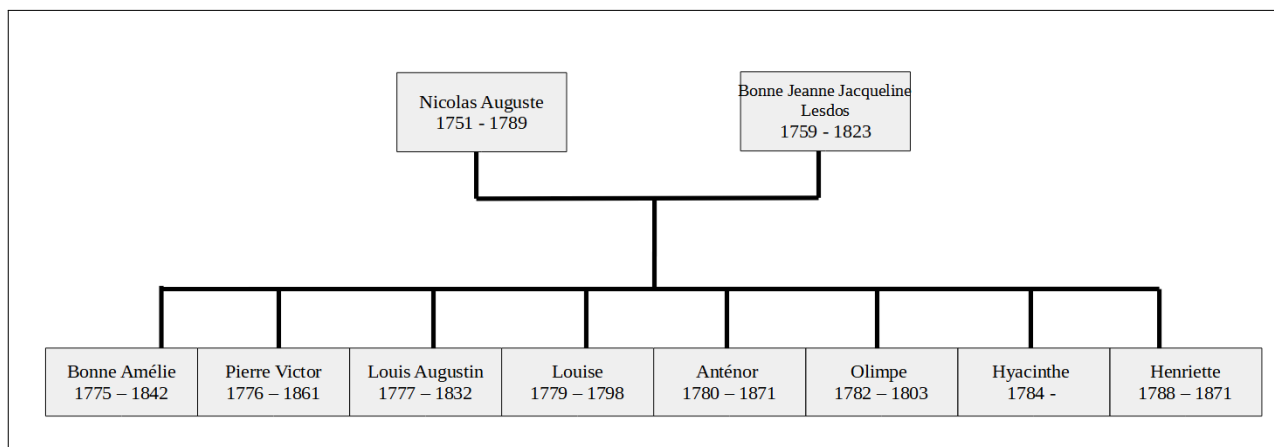 Nicolas Auguste
1751 - 1789
Bonne Jeanne Jacqueline
Lesdos
1759 - 1823
Bonne Amélie
1775 – 1842
Pierre Victor
1776 – 1861
Louis Augustin
1777 – 1832
Louise
1779 – 1798
Anténor
1780 – 1871
Olimpe
1782 – 1803
Hyacinthe
1784 -
Henriette
1788 – 1871